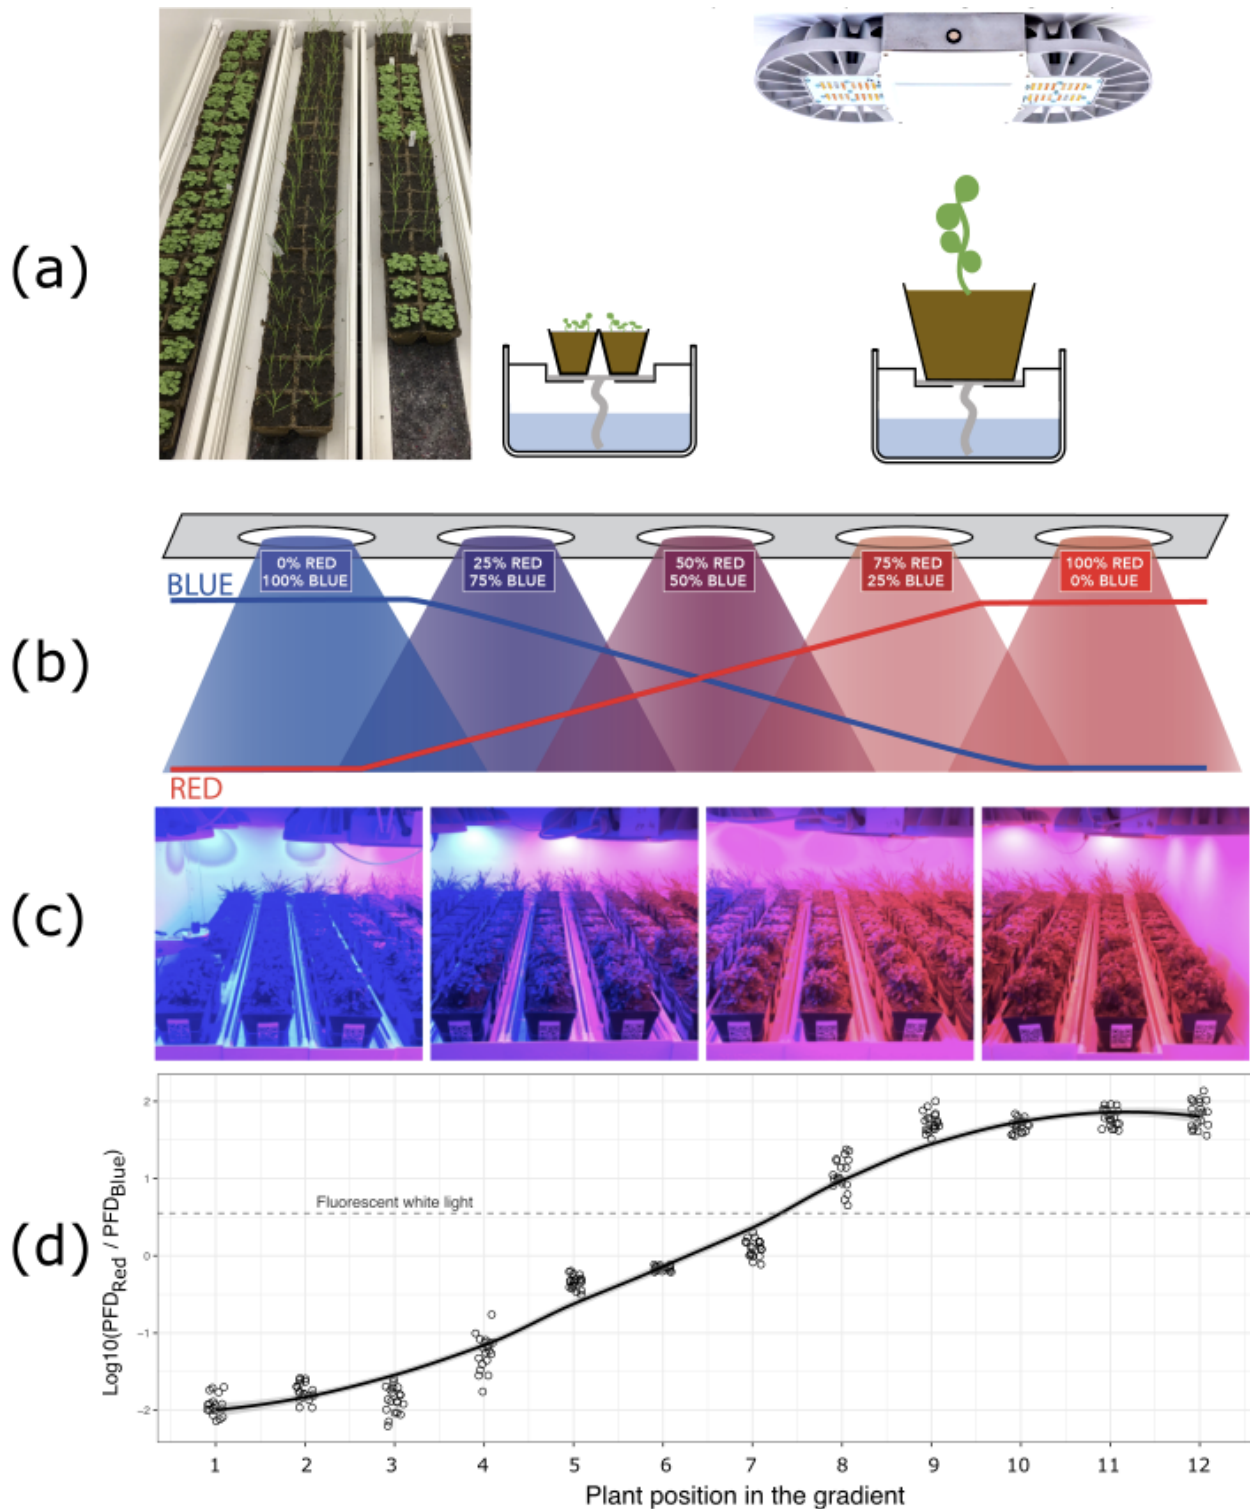 (a)
(b)
0% RED
100% BLUE
25% RED
75% BLUE
50% RED
50% BLUE
75% RED
25% BLUE
100% RED
0% BLUE
BLUE
RED
(c)
(d)
Log10(PFD_Red / PFD_Blue)
2
1
0
-1
-2
Fluorescent white light
1 2 3 4 5 6 7 8 9 10 11 12
Plant position in the gradient